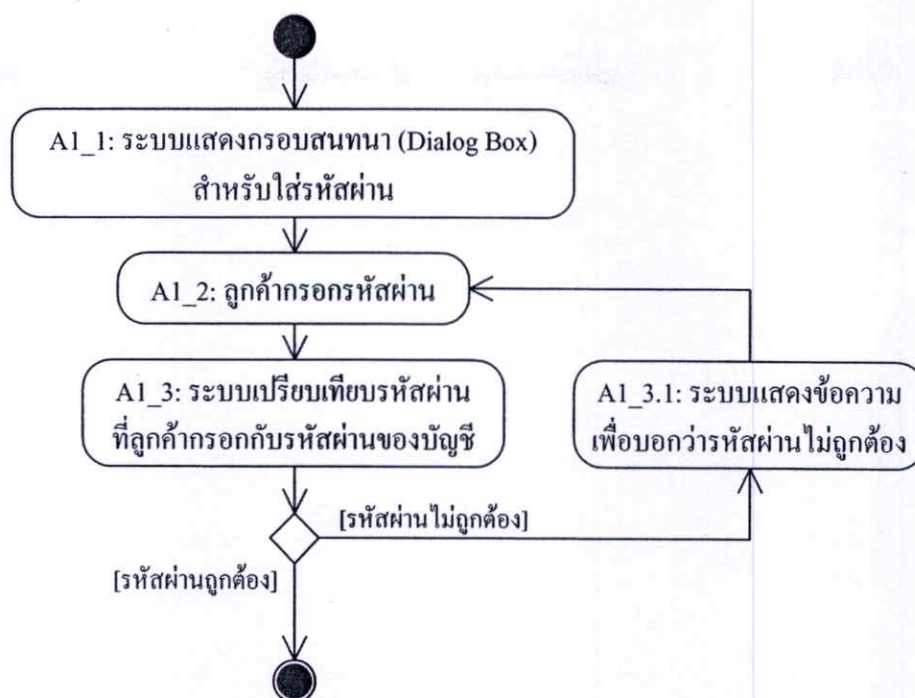 A1_1: ระบบแสดงกรอบสนทนา (Dialog Box)
สำหรับใส่รหัสผ่าน
A1_2: ลูกค้ากรอกรหัสผ่าน
A1_3: ระบบเปรียบเทียบรหัสผ่าน
ที่ลูกค้ากรอกกับรหัสผ่านของบัญชี
A1_3.1: ระบบแสดงข้อความ
เพื่อบอกว่ารหัสผ่านไม่ถูกต้อง
[รหัสผ่านไม่ถูกต้อง]
[รหัสผ่านถูกต้อง]